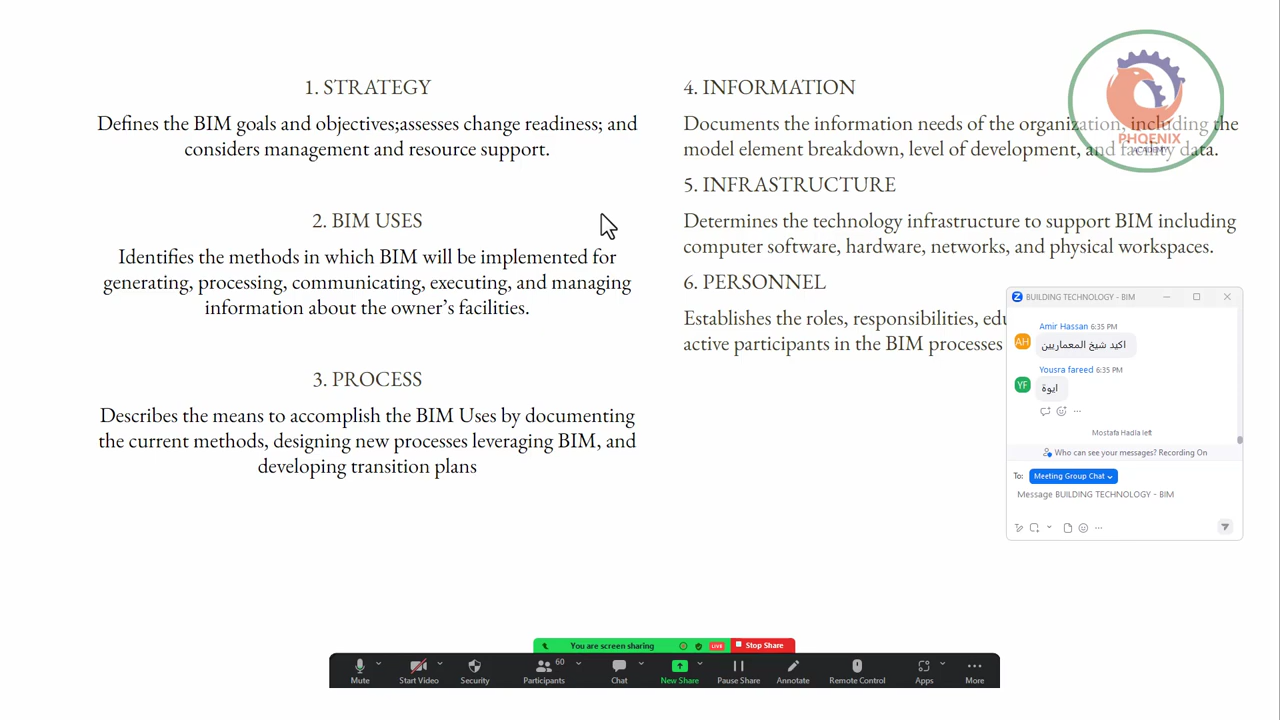 1. STRATEGY
Defines the BIM goals and objectives;assesses change readiness; and
considers management and resource support.
2. BIM USES
Identifies the methods in which BIM will be implemented for
generating, processing, communicating, executing, and managing
information about the owner's facilities.
3. PROCESS
Describes the means to accomplish the BIM Uses by documenting
the current methods, designing new processes leveraging BIM, and
developing transition plans
4. INFORMATION
Documents the information needs of the organization, including the
model element breakdown, level of development, and facility data.
5. INFRASTRUCTURE
Determines the technology infrastructure to support BIM including
computer software, hardware, networks, and physical workspaces.
6. PERSONNEL
Establishes the roles, responsibilities,
active participants in the BIM processes
PHOENIX
ACADEMY
BUILDING TECHNOLOGY - BIM
Amir Hassan 6:35 PM
AH
اكيد شيخ المعماريين
Yousra fareed 6:35 PM
YF
ايوة
Mostafa Hadla left
Who can see your messages? Recording On
To: Meeting Group Chat
Message BUILDING TECHNOLOGY - BIM
You are screen sharing
LIVE
Stop Share
60
Mute
Start Video
Security
Participants
Chat
New Share
Pause Share
Annotate
Remote Control
Apps
More